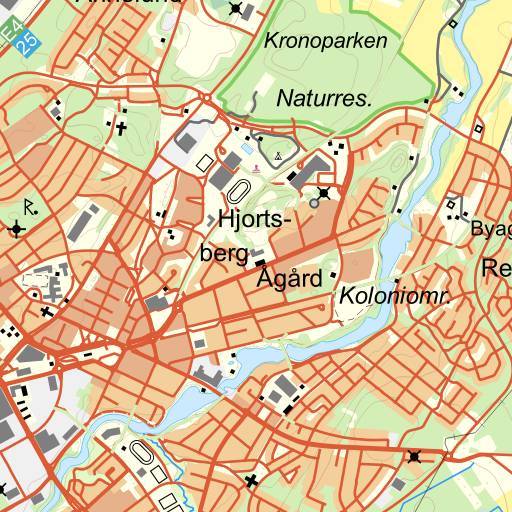 E4
25
Kronoparken
Naturres.
R.
Hjorts-
berg
Byag
Re
Ågård
Koloniomr.